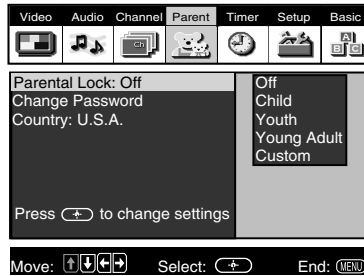 Video Audio Channel Parent Timer Setup Basic
Ch A B C
Parental Lock: Off
Change Password
Country: U.S.A.
Off
Child
Youth
Young Adult
Custom
Press to change settings
Move: Select: End: MENU